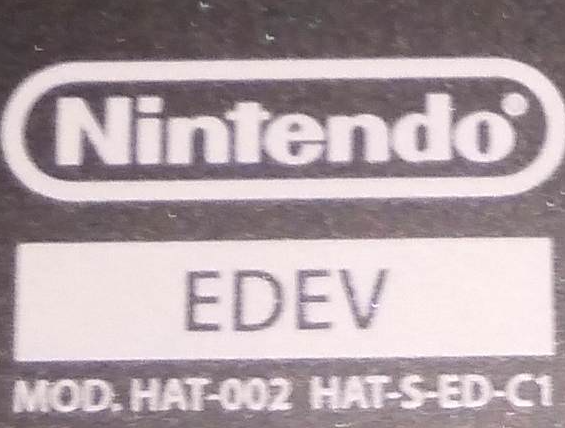 Nintendo
EDEV
MOD. HAT-002 HAT-S-ED-C1